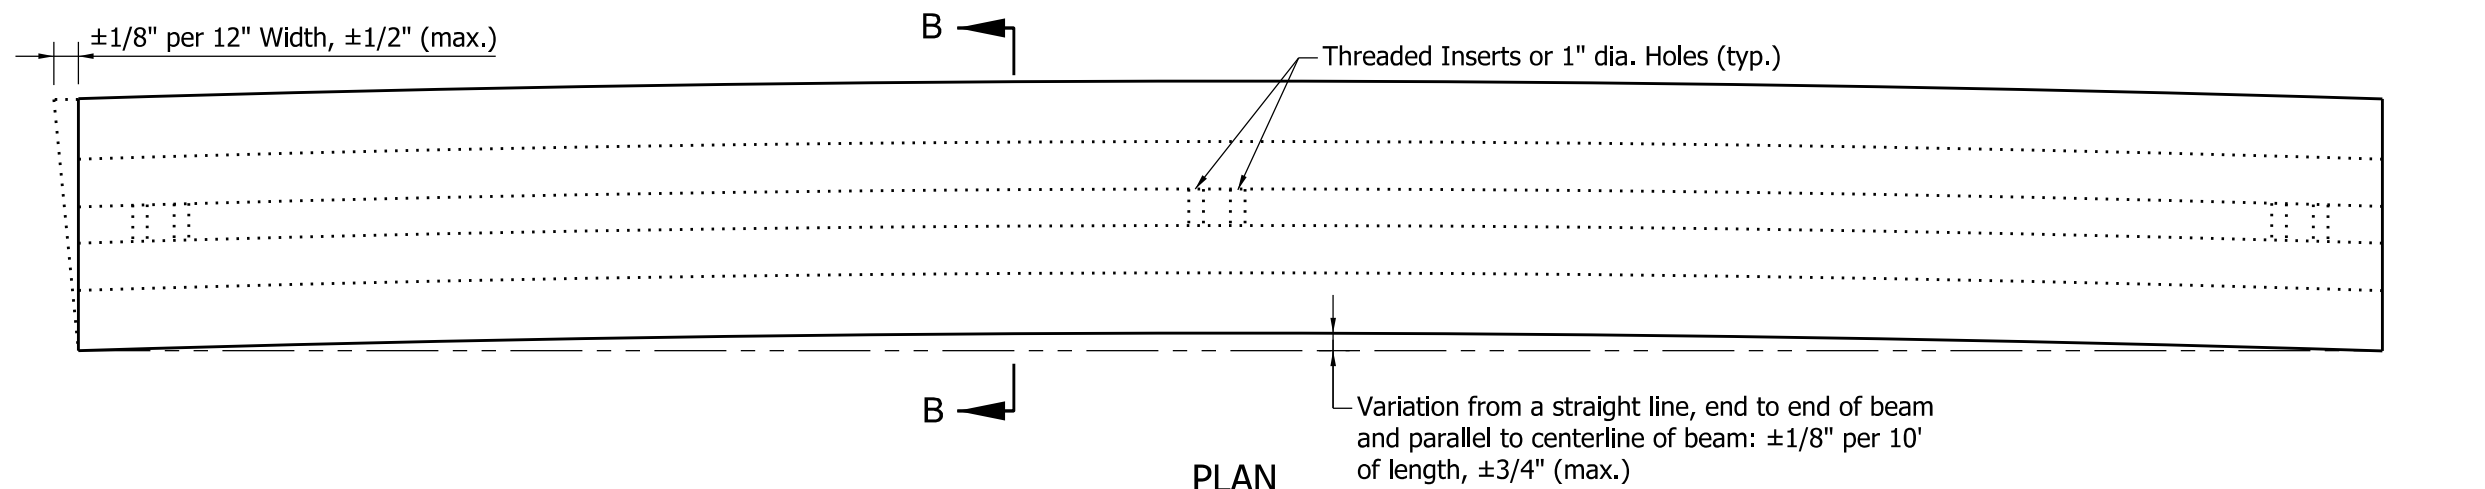 B
±1/8" per 12" Width, ±1/2" (max.)
Threaded Inserts or 1" dia. Holes (typ.)
B
Variation from a straight line, end to end of beam
and parallel to centerline of beam: ±1/8" per 10'
of length, ±3/4" (max.)
PLAN